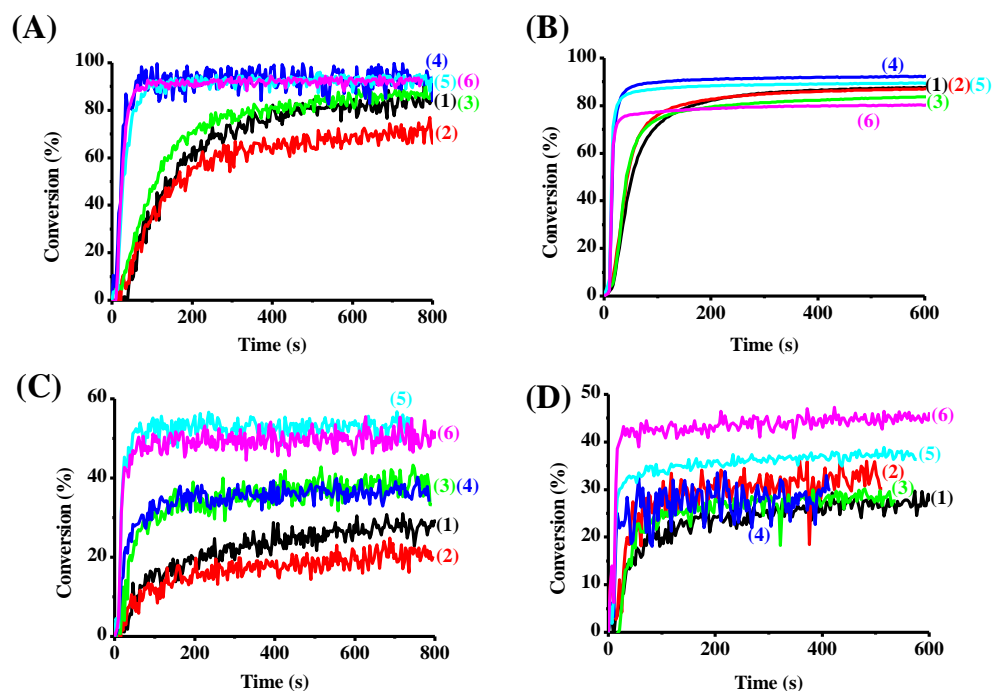 (A)
100
80
60
40
20
0
Conversion (%)
0 200 400 600 800
Time (s)
(4)
(5)(6)
(1)(3)
(2)
(B)
100
80
60
40
20
0
Conversion (%)
0 200 400 600
Time (s)
(4)
(1)(2)(5)
(3)
(6)
(C)
60
40
20
0
Conversion (%)
0 200 400 600 800
Time (s)
(5)
(6)
(3)(4)
(1)
(2)
(D)
50
40
30
20
10
0
Conversion (%)
0 200 400 600
Time (s)
(6)
(5)
(2)
(3)
(1)
(4)